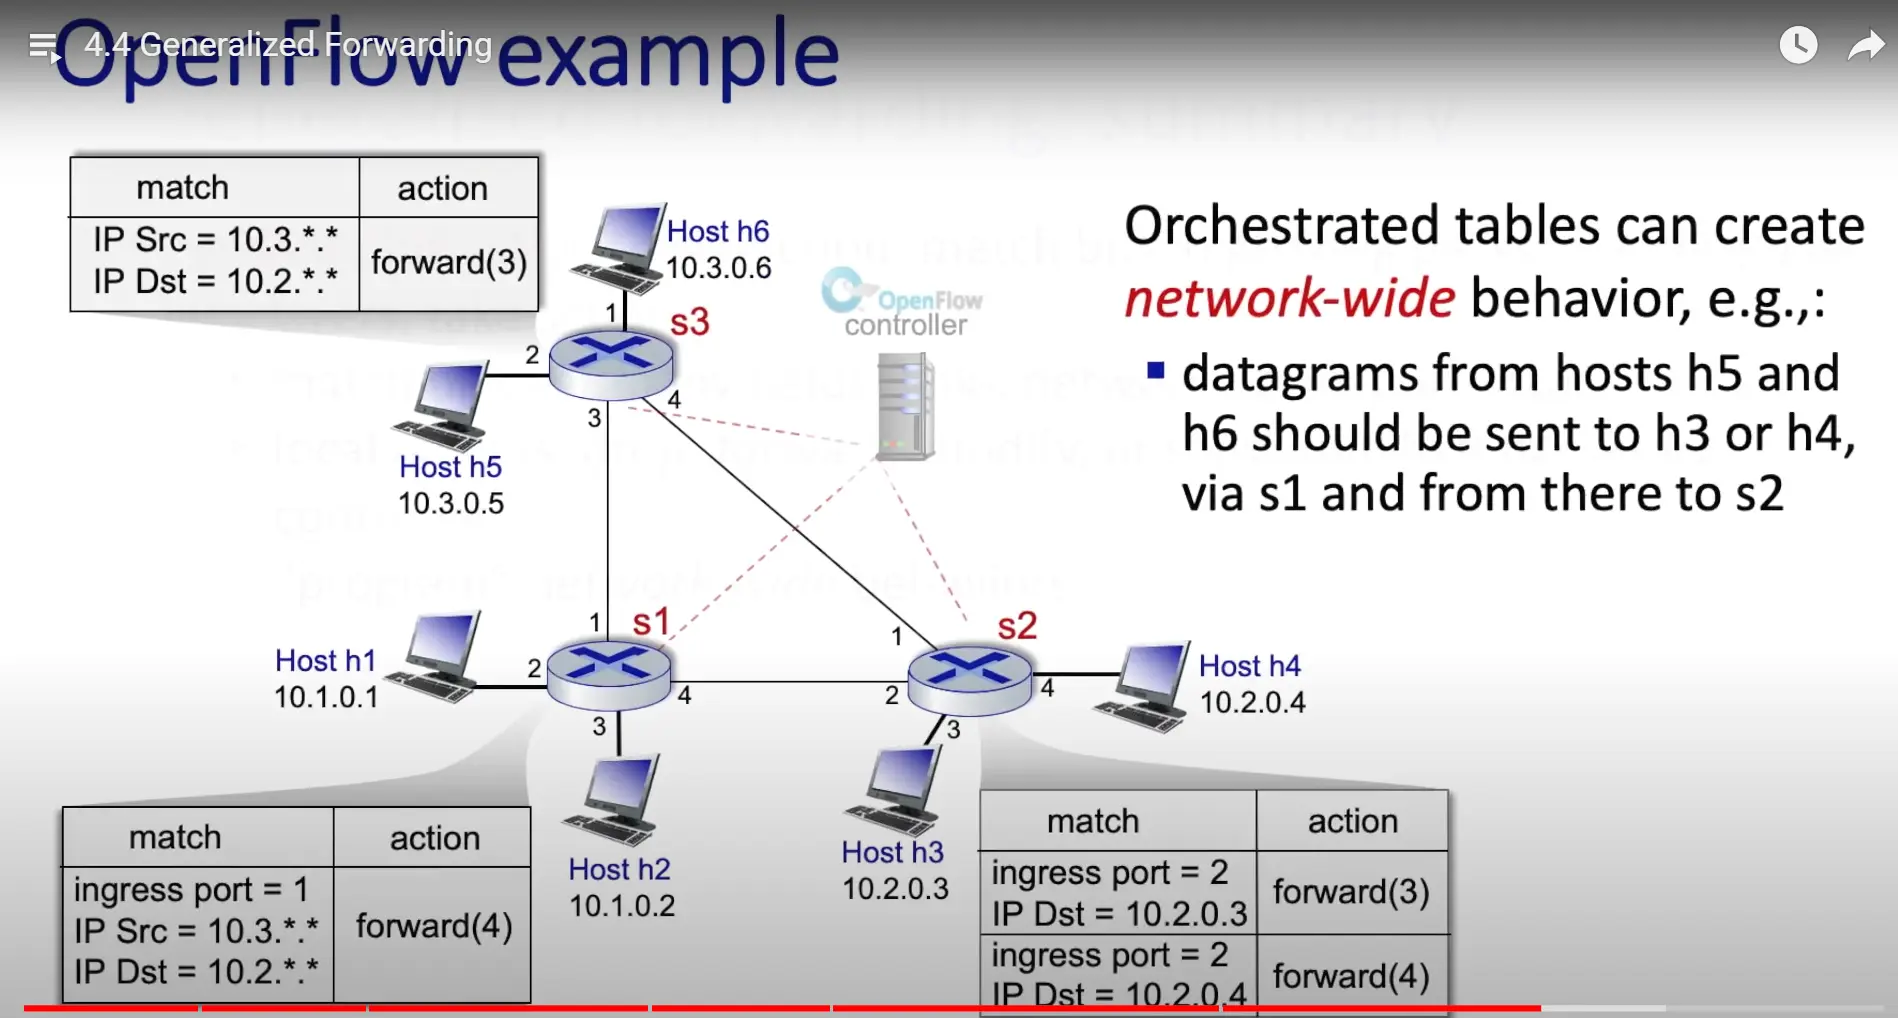 4.4 Generalized Forwarding
OpenFlow example
match action
IP Src = 10.3.*.*
IP Dst = 10.2.*.*
forward(3)
Host h6
10.3.0.6
1
s3
2
3
4
Host h5
10.3.0.5
OpenFlow
controller
Orchestrated tables can create
network-wide behavior, e.g.,:
datagrams from hosts h5 and
h6 should be sent to h3 or h4,
via s1 and from there to s2
1
s1
2
3
4
Host h1
10.1.0.1
Host h2
10.1.0.2
1
s2
2
3
4
Host h4
10.2.0.4
Host h3
10.2.0.3
match action
ingress port = 1
IP Src = 10.3.*.*
IP Dst = 10.2.*.*
forward(4)
match action
ingress port = 2
IP Dst = 10.2.0.3
forward(3)
ingress port = 2
IP Dst = 10.2.0.4
forward(4)